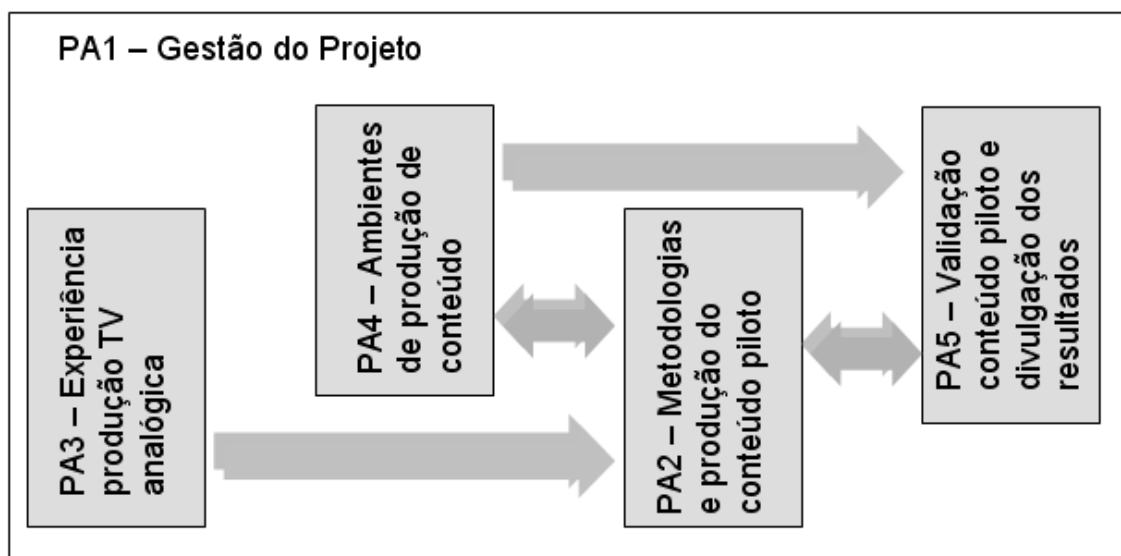 PA1 – Gestão do Projeto
PA3 – Experiência
produção TV
analógica
PA4 – Ambientes
de produção de
conteúdo
PA2 – Metodologias
e produção do
conteúdo piloto
PA5 – Validação
conteúdo piloto e
divulgação dos
resultados